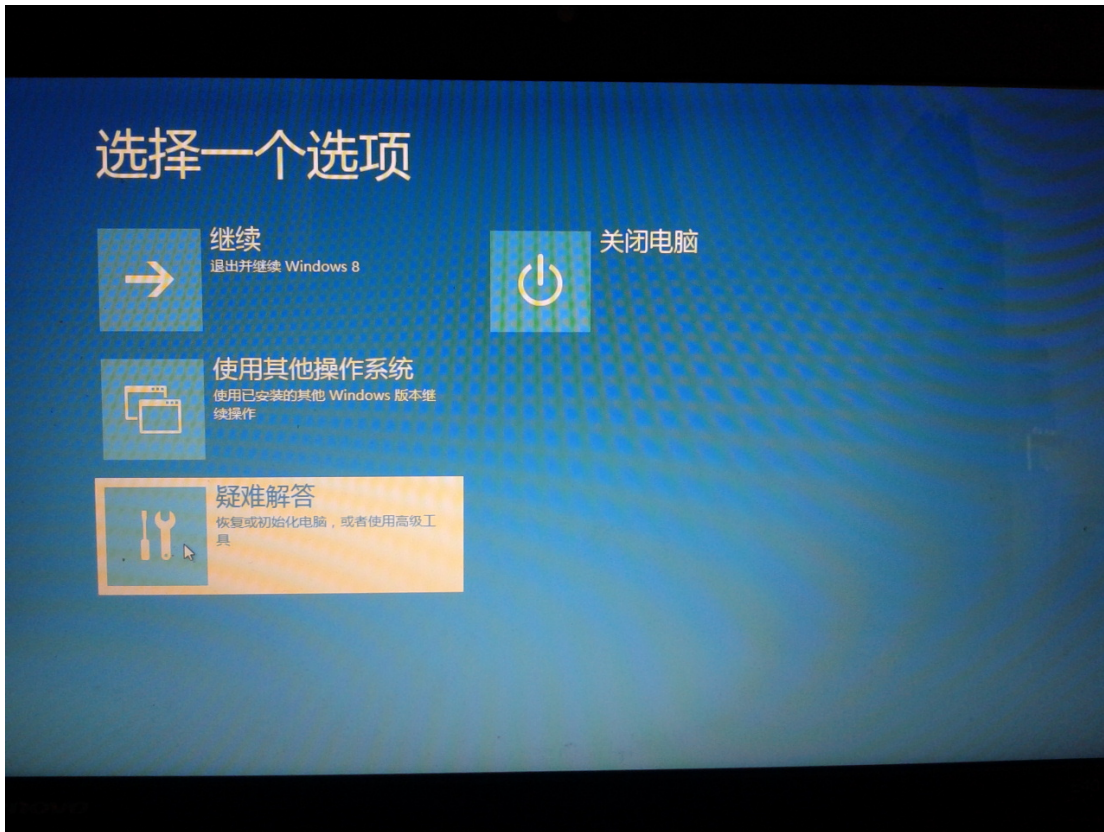 选择一个选项
继续
退出并继续 Windows 8
关闭电脑
使用其他操作系统
使用已安装的其他 Windows 版本继
续操作
疑难解答
恢复或初始化电脑，或者使用高级工
具